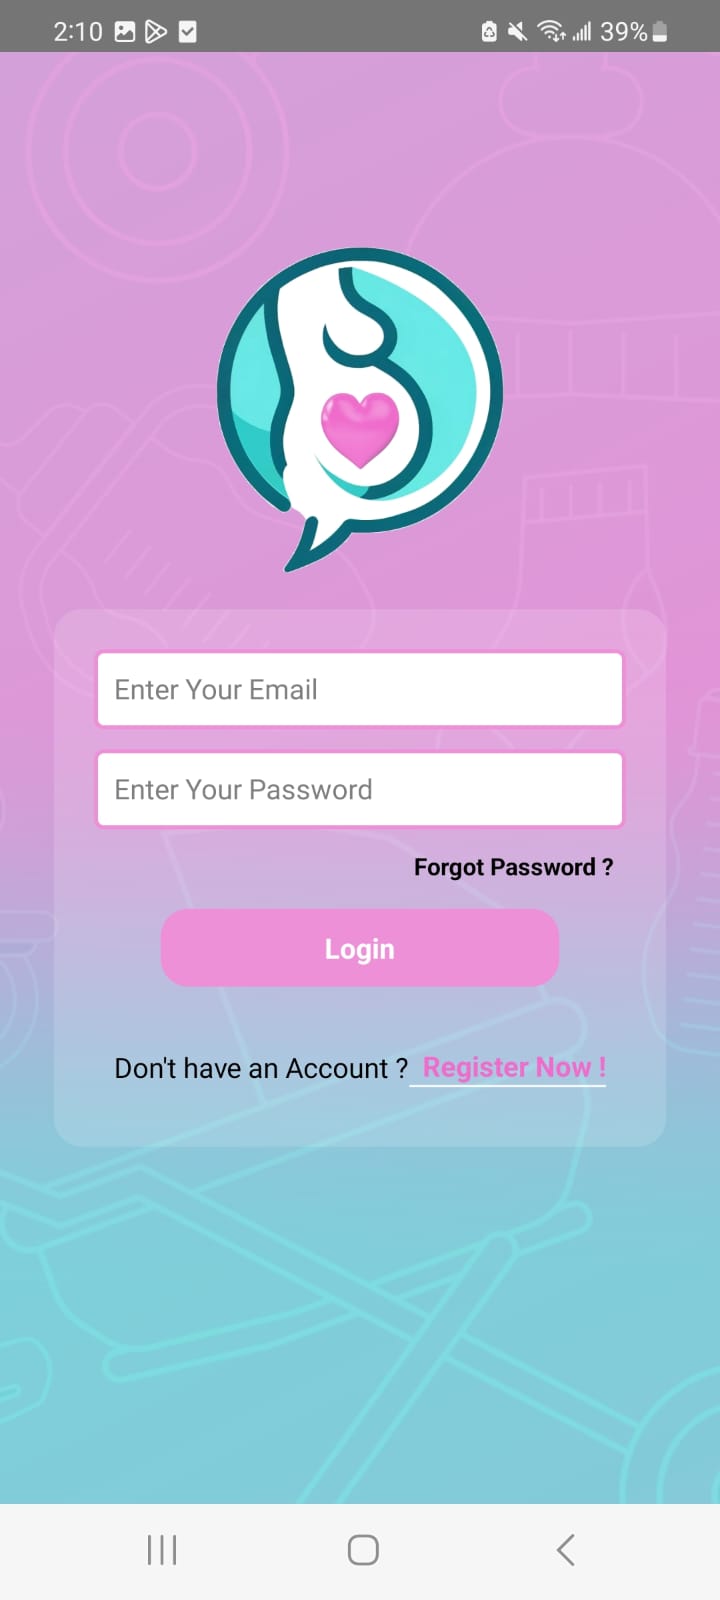 2:10 39%
Enter Your Email
Enter Your Password
Forgot Password ?
Login
Don't have an Account ? Register Now !